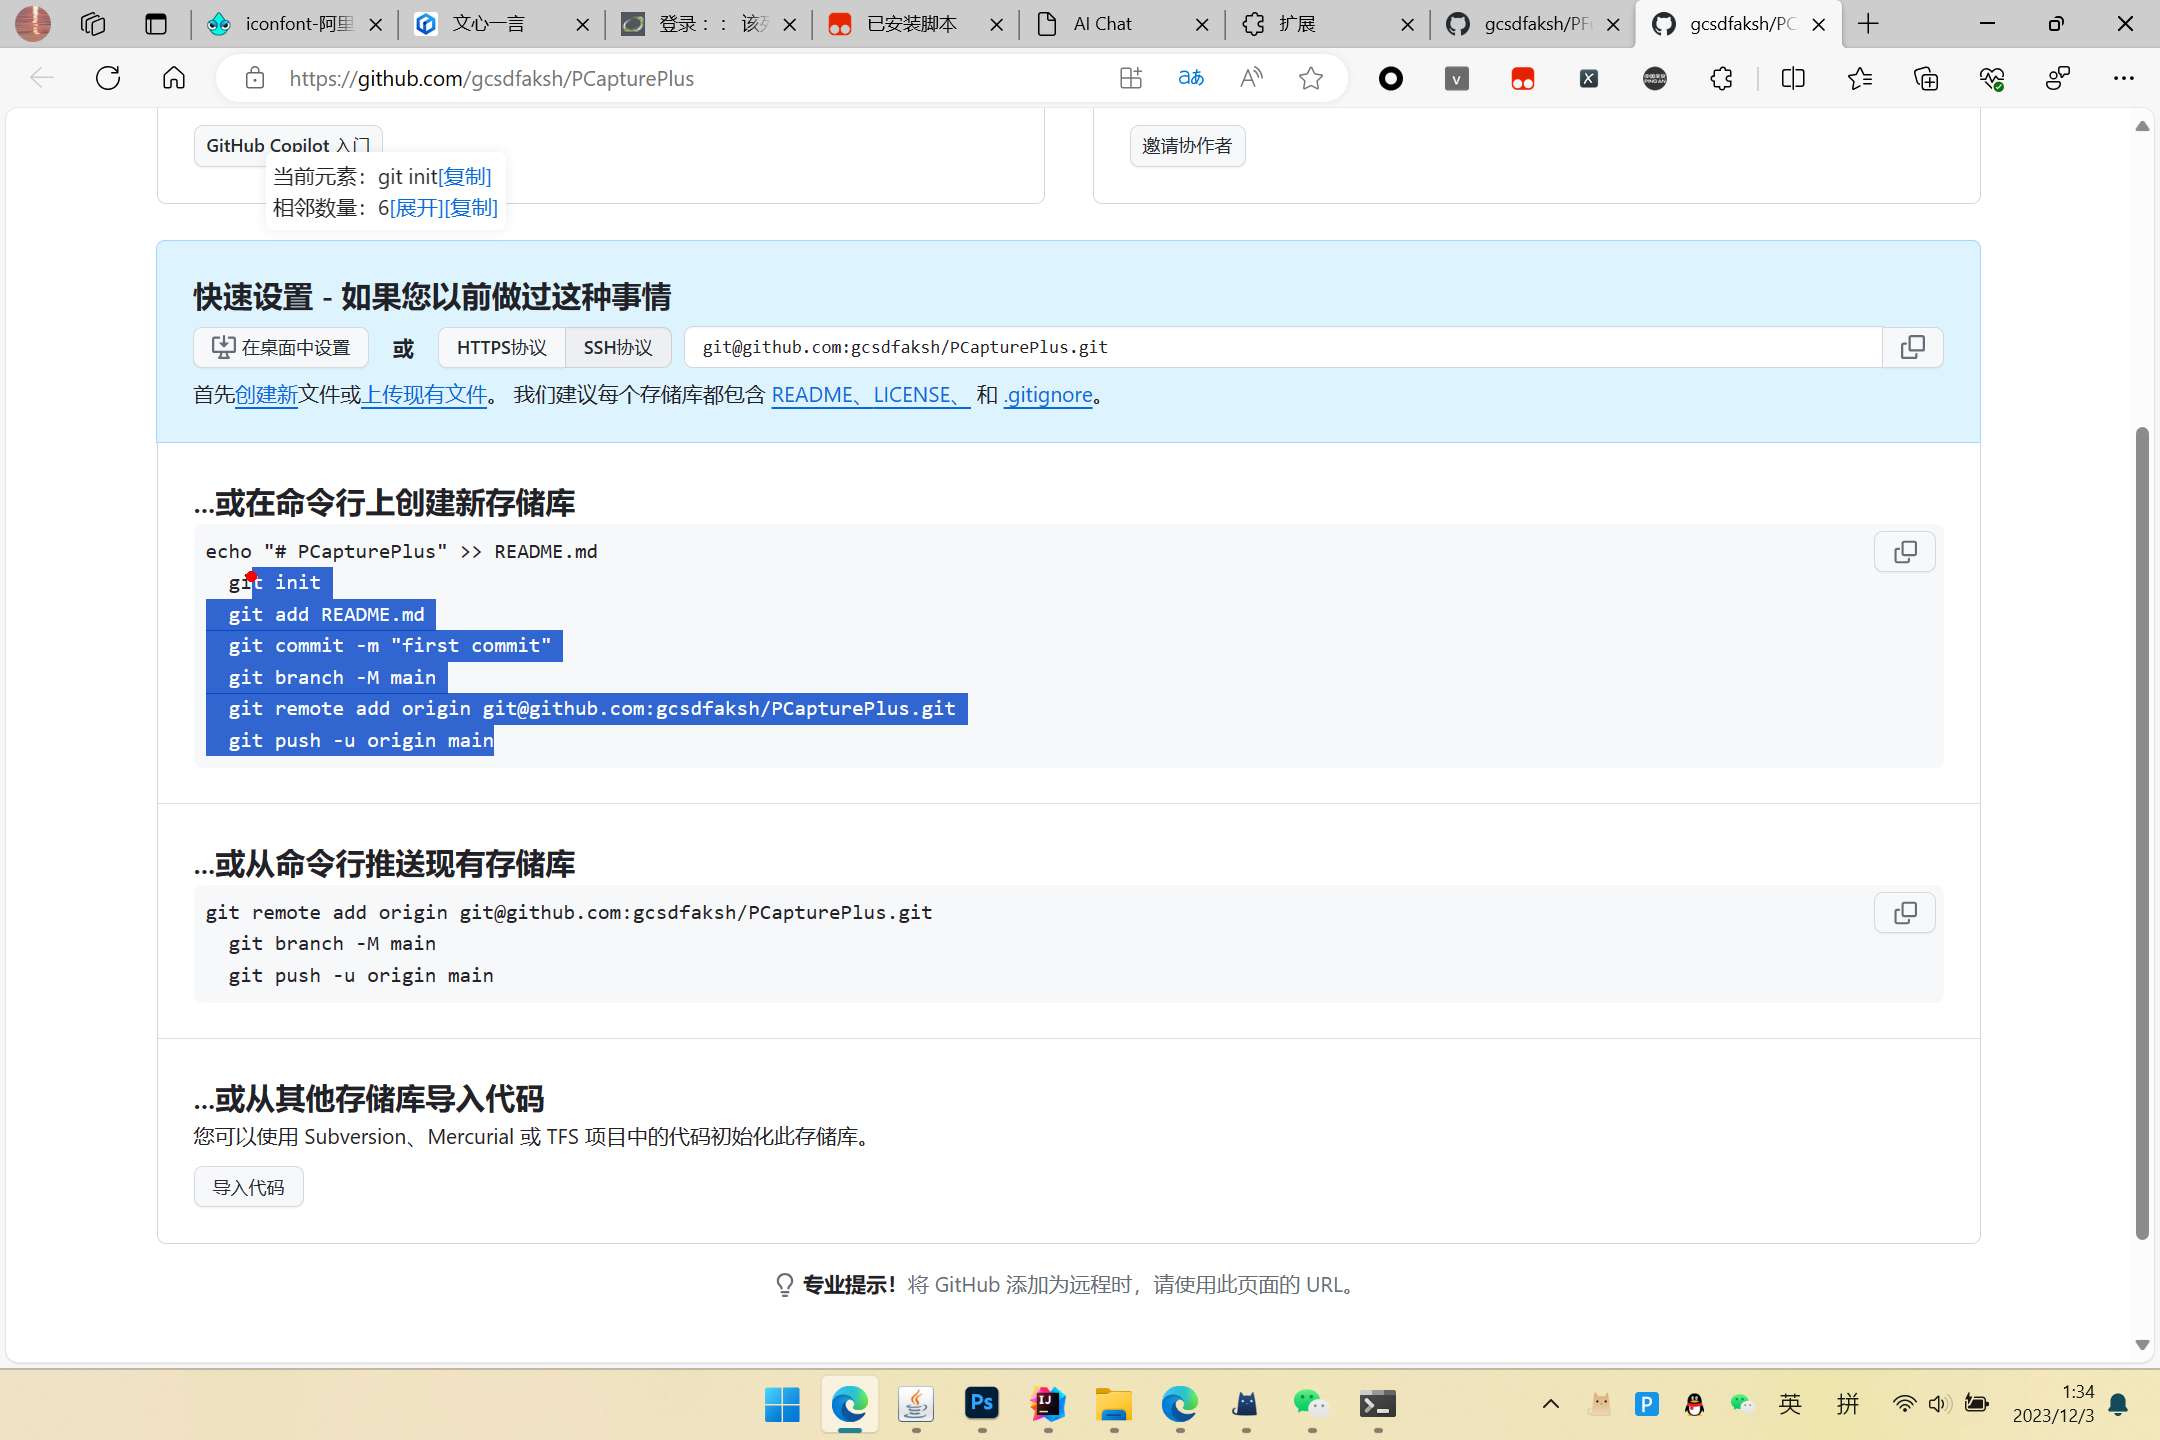 iconfont-阿里
文心一言
登录：：该
已安装脚本
AI Chat
扩展
gcsdfaksh/PF
gcsdfaksh/PC
https://github.com/gcsdfaksh/PCapturePlus
GitHub Copilot 入门
邀请协作者
当前元素：git init[复制]
相邻数量：6[展开][复制]
快速设置 - 如果您以前做过这种事情
在桌面中设置
或
HTTPS协议
SSH协议
git@github.com:gcsdfaksh/PCapturePlus.git
首先创建新文件或上传现有文件。 我们建议每个存储库都包含 README、LICENSE、 和 .gitignore。
...或在命令行上创建新存储库
echo "# PCapturePlus" >> README.md
git init
git add README.md
git commit -m "first commit"
git branch -M main
git remote add origin git@github.com:gcsdfaksh/PCapturePlus.git
git push -u origin main
...或从命令行推送现有存储库
git remote add origin git@github.com:gcsdfaksh/PCapturePlus.git
git branch -M main
git push -u origin main
...或从其他存储库导入代码
您可以使用 Subversion、Mercurial 或 TFS 项目中的代码初始化此存储库。
导入代码
专业提示！将 GitHub 添加为远程时，请使用此页面的 URL。
英
拼
1:34
2023/12/3